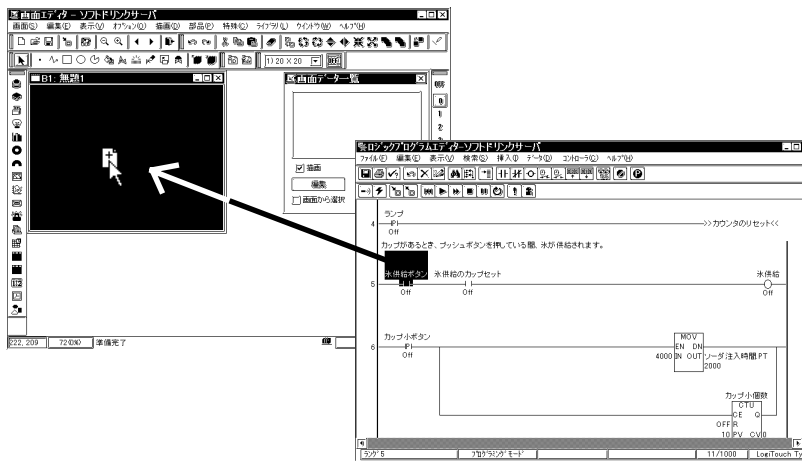 画面エディタ - ソフトドリンクサーバ
画面(S) 編集(E) 表示(V) オプション(O) 描画(D) 部品(P) 特殊(C) ライブラリ(L) ウインドウ(W) ヘルプ(H)
1) 20 X 20
B1: 無題1
画面データ一覧
描画
編集
画面から選択
222, 209 720(0%) 準備完了
ロジックプログラムエディターソフトドリンクサーバ
ファイル(F) 編集(E) 表示(V) 検索(S) 挿入(I) データ(D) コントローラ(C) ヘルプ(H)
ランプ
4 P Off >>カウンタのリセット<<
カップがあるとき、プッシュボタンを押している間、氷が供給されます。
氷供給ボタン 氷供給のカップセット 氷供給
5 Off Off Off
カップ小ボタン MOV
6 P EN DN
Off 4000 IN OUT ソーダ注入時間.PT
2000
カップ小個数
CTU
CE Q
OFF R
10 PV CV 0
ラング5 プログラミングモード 11/1000 LogiTouch Ty